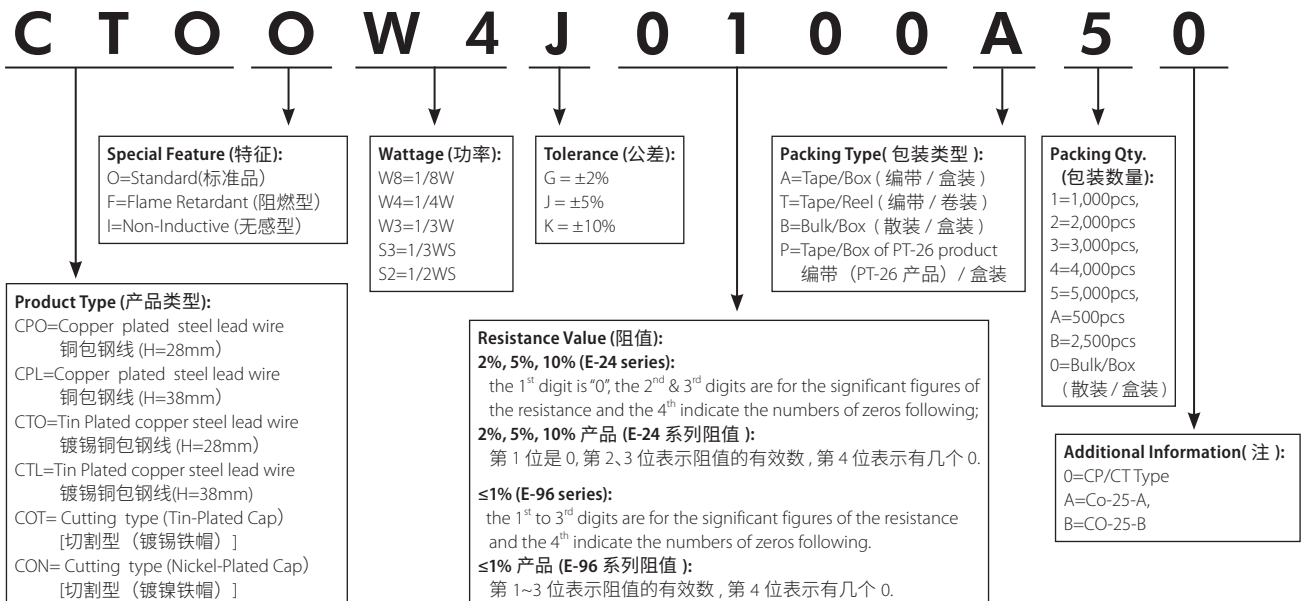 C T O O W 4 J 0 1 0 0 A 5 0
Special Feature (特征):
O=Standard(标准品)
F=Flame Retardant (阻燃型)
I=Non-Inductive (无感型)
Wattage (功率):
W8=1/8W
W4=1/4W
W3=1/3W
S3=1/3WS
S2=1/2WS
Tolerance (公差):
G = ±2%
J = ±5%
K = ±10%
Packing Type( 包装类型 ):
A=Tape/Box ( 编带 / 盒装 )
T=Tape/Reel ( 编带 / 卷装 )
B=Bulk/Box ( 散装 / 盒装 )
P=Tape/Box of PT-26 product
编带（PT-26 产品）/ 盒装
Packing Qty.
(包装数量):
1=1,000pcs,
2=2,000pcs
3=3,000pcs,
4=4,000pcs
5=5,000pcs,
A=500pcs
B=2,500pcs
0=Bulk/Box
( 散装 / 盒装 )
Product Type (产品类型):
CPO=Copper plated steel lead wire
铜包钢线 (H=28mm)
CPL=Copper plated steel lead wire
铜包钢线 (H=38mm)
CTO=Tin Plated copper steel lead wire
镀锡铜包钢线 (H=28mm)
CTL=Tin Plated copper steel lead wire
镀锡铜包钢线(H=38mm)
COT= Cutting type (Tin-Plated Cap)
[切割型（镀锡铁帽）]
CON= Cutting type (Nickel-Plated Cap)
[切割型（镀镍铁帽）]
Resistance Value (阻值):
2%, 5%, 10% (E-24 series):
the 1st digit is "0", the 2nd & 3rd digits are for the significant figures of
the resistance and the 4th indicate the numbers of zeros following;
2%, 5%, 10% 产品 (E-24 系列阻值 ):
第 1 位是 0, 第 2、3 位表示阻值的有效数 , 第 4 位表示有几个 0.
≤1% (E-96 series):
the 1st to 3rd digits are for the significant figures of the resistance
and the 4th indicate the numbers of zeros following.
≤1% 产品 (E-96 系列阻值 ):
第 1~3 位表示阻值的有效数 , 第 4 位表示有几个 0.
Additional Information( 注 ):
0=CP/CT Type
A=Co-25-A,
B=CO-25-B